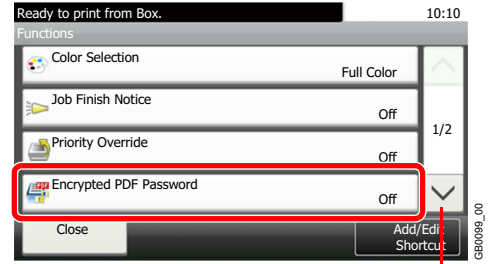 Ready to print from Box.
10:10
Functions
Color Selection
Full Color
Job Finish Notice
Off
1/2
Priority Override
Off
Encrypted PDF Password
Off
Close
Add/Edit
Shortcut
GB0099_00